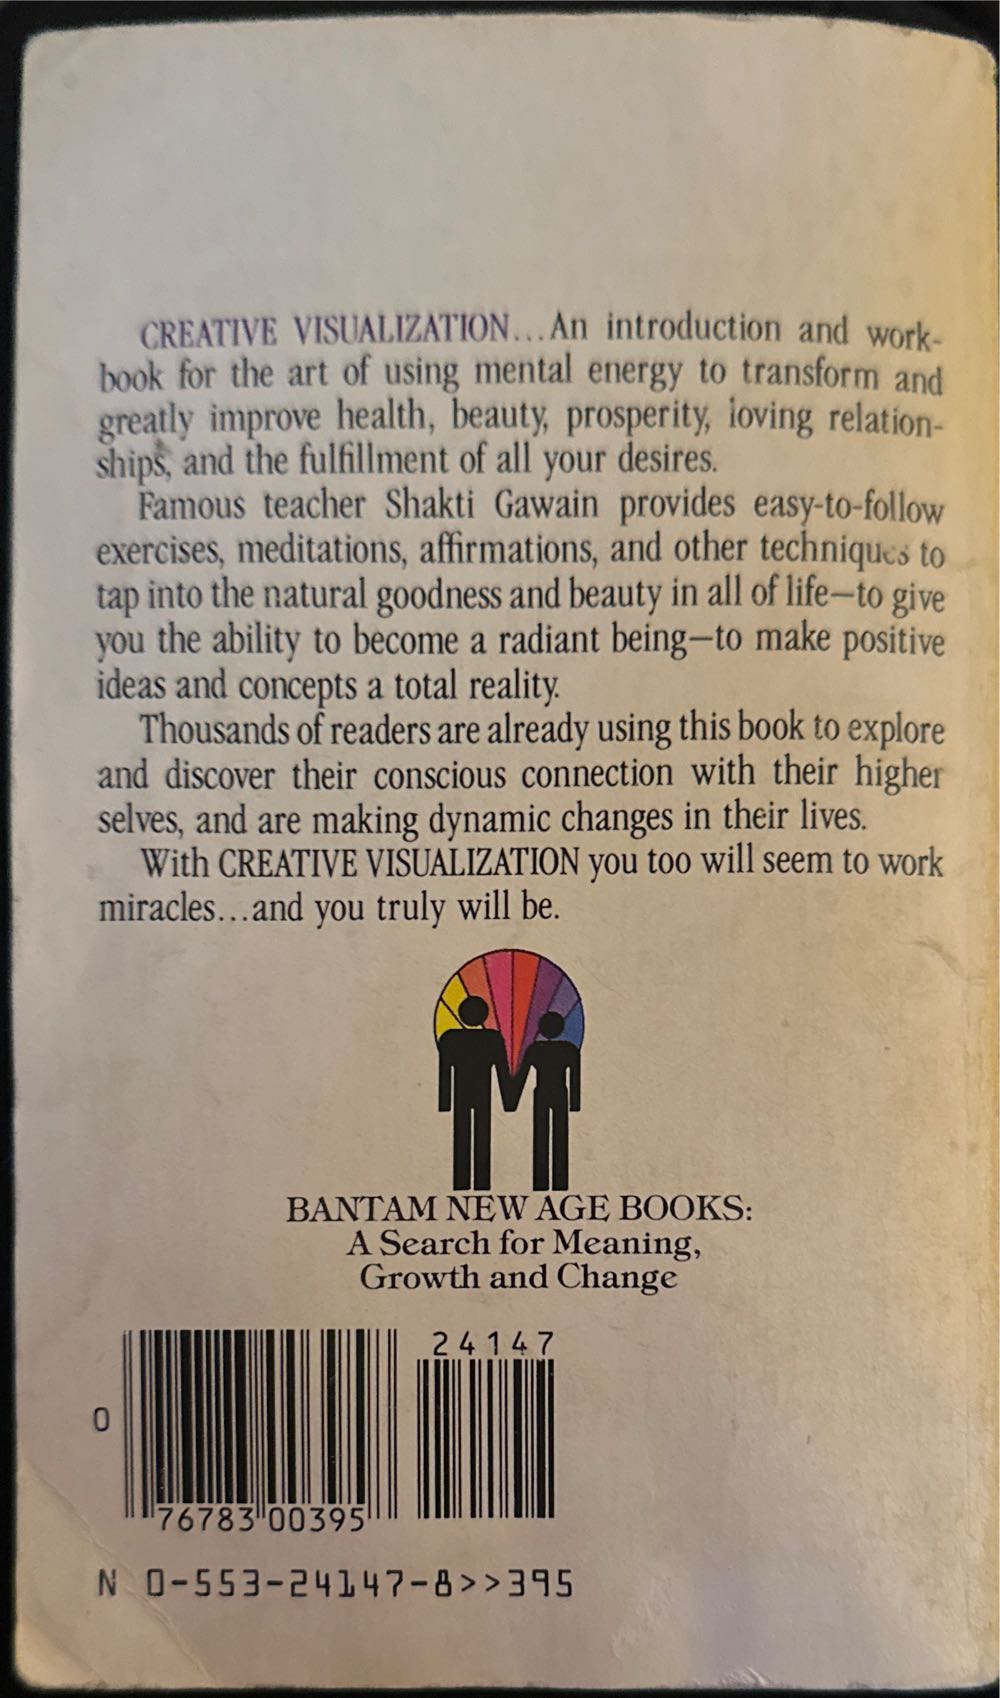 CREATIVE VISUALIZATION...An introduction and work-
book for the art of using mental energy to transform and
greatly improve health, beauty, prosperity, loving relation-
ships, and the fulfillment of all your desires.
Famous teacher Shakti Gawain provides easy-to-follow
exercises, meditations, affirmations, and other techniques to
tap into the natural goodness and beauty in all of life—to give
you the ability to become a radiant being—to make positive
ideas and concepts a total reality.
Thousands of readers are already using this book to explore
and discover their conscious connection with their higher
selves, and are making dynamic changes in their lives.
With CREATIVE VISUALIZATION you too will seem to work
miracles...and you truly will be.
BANTAM NEW AGE BOOKS:
A Search for Meaning,
Growth and Change
24147
0
76783 00395
N 0-553-24147-8>>395